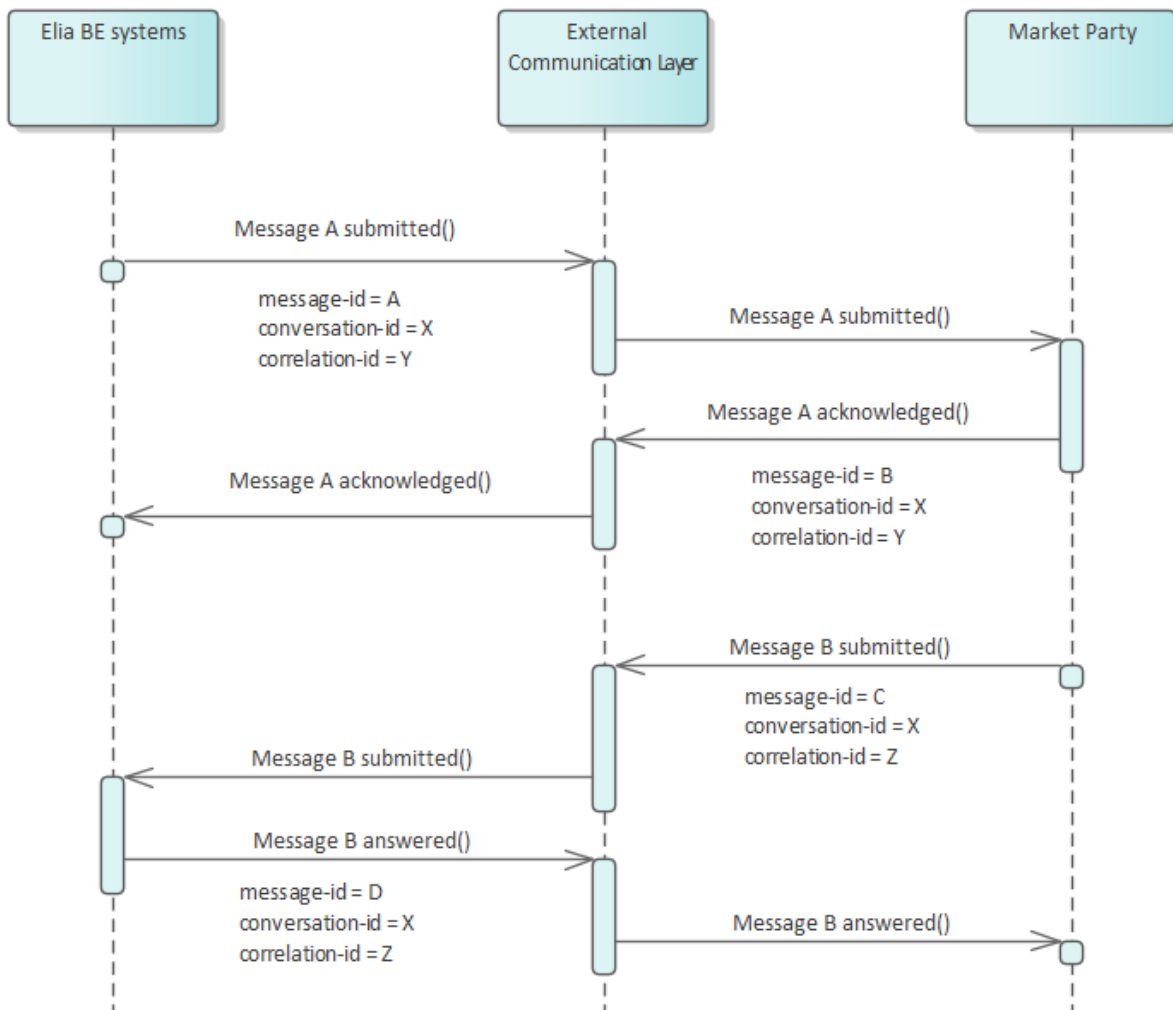 Elia BE systems
External
Communication Layer
Market Party
Message A submitted()
message-id = A
conversation-id = X
correlation-id = Y
Message A submitted()
Message A acknowledged()
message-id = B
conversation-id = X
correlation-id = Y
Message A acknowledged()
Message B submitted()
message-id = C
conversation-id = X
correlation-id = Z
Message B submitted()
Message B answered()
message-id = D
conversation-id = X
correlation-id = Z
Message B answered()